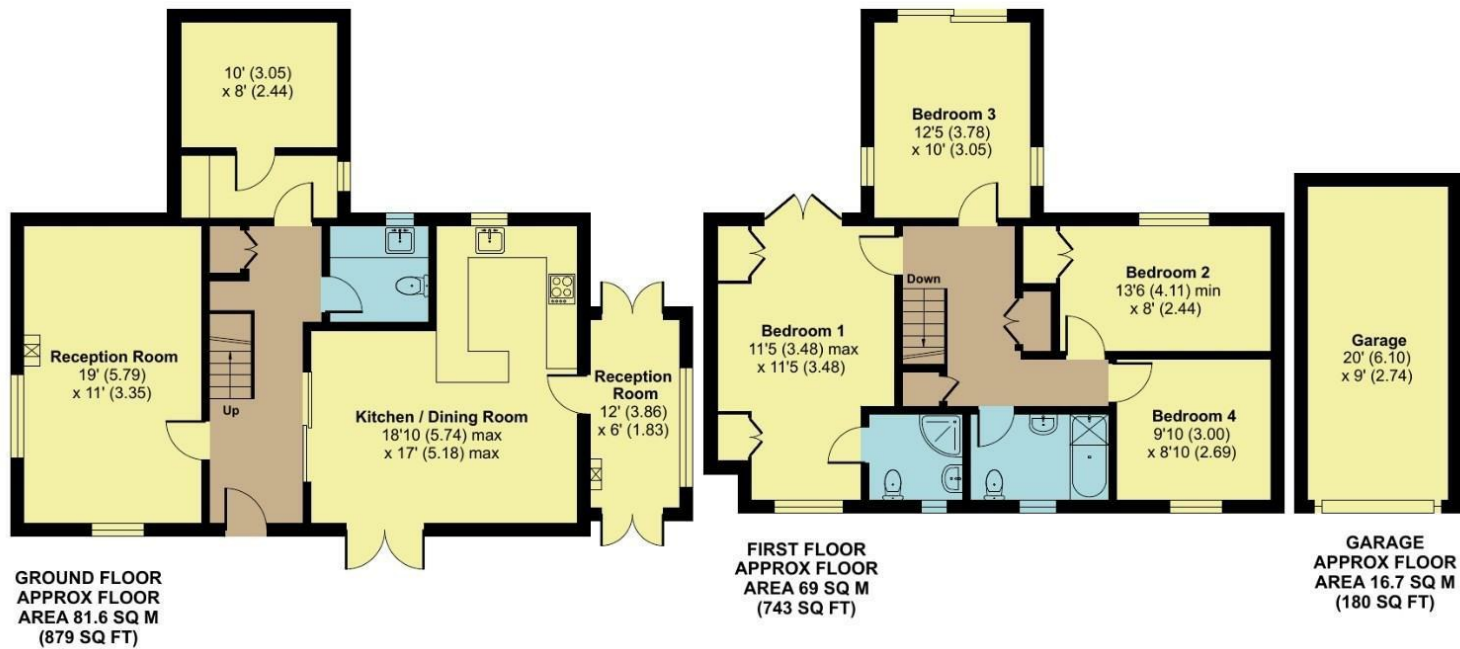 10' (3.05)
x 8' (2.44)
Reception Room
19' (5.79)
x 11' (3.35)
Up
Kitchen / Dining Room
18'10 (5.74) max
x 17' (5.18) max
Reception
Room
12' (3.86)
x 6' (1.83)
GROUND FLOOR
APPROX FLOOR
AREA 81.6 SQ M
(879 SQ FT)
Bedroom 3
12'5 (3.78)
x 10' (3.05)
Down
Bedroom 2
13'6 (4.11) min
x 8' (2.44)
Bedroom 1
11'5 (3.48) max
x 11'5 (3.48)
Bedroom 4
9'10 (3.00)
x 8'10 (2.69)
FIRST FLOOR
APPROX FLOOR
AREA 69 SQ M
(743 SQ FT)
Garage
20' (6.10)
x 9' (2.74)
GARAGE
APPROX FLOOR
AREA 16.7 SQ M
(180 SQ FT)